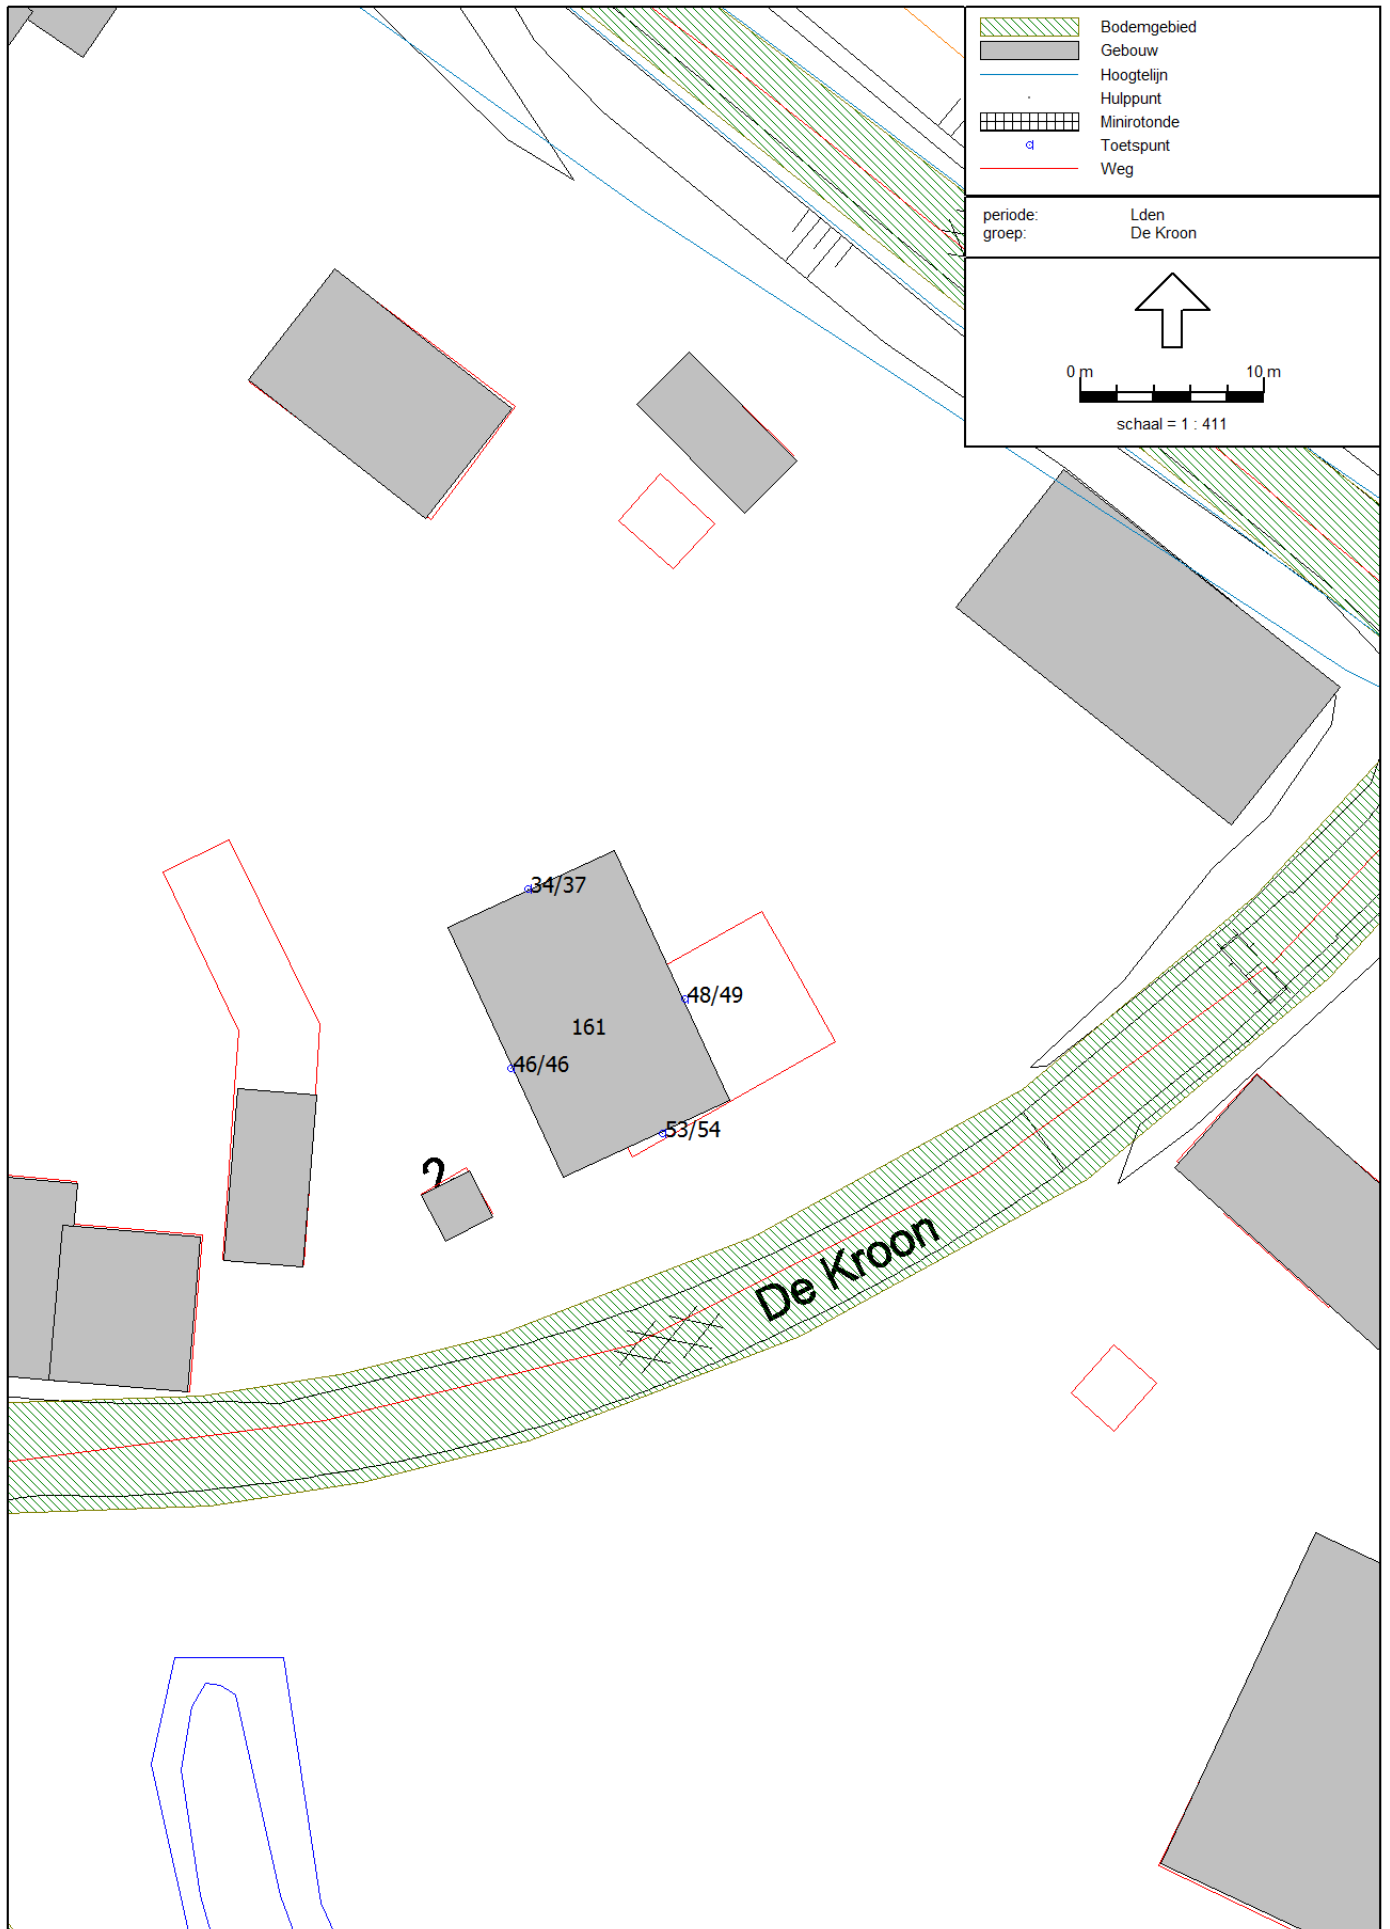 Bodemgebied
Gebouw
Hoogtelijn
Hulppunt
Minirotonde
Toetspunt
Weg
periode: Lden
groep: De Kroon
0 m 10 m
schaal = 1 : 411
34/37
48/49
161
46/46
53/54
2
De Kroon